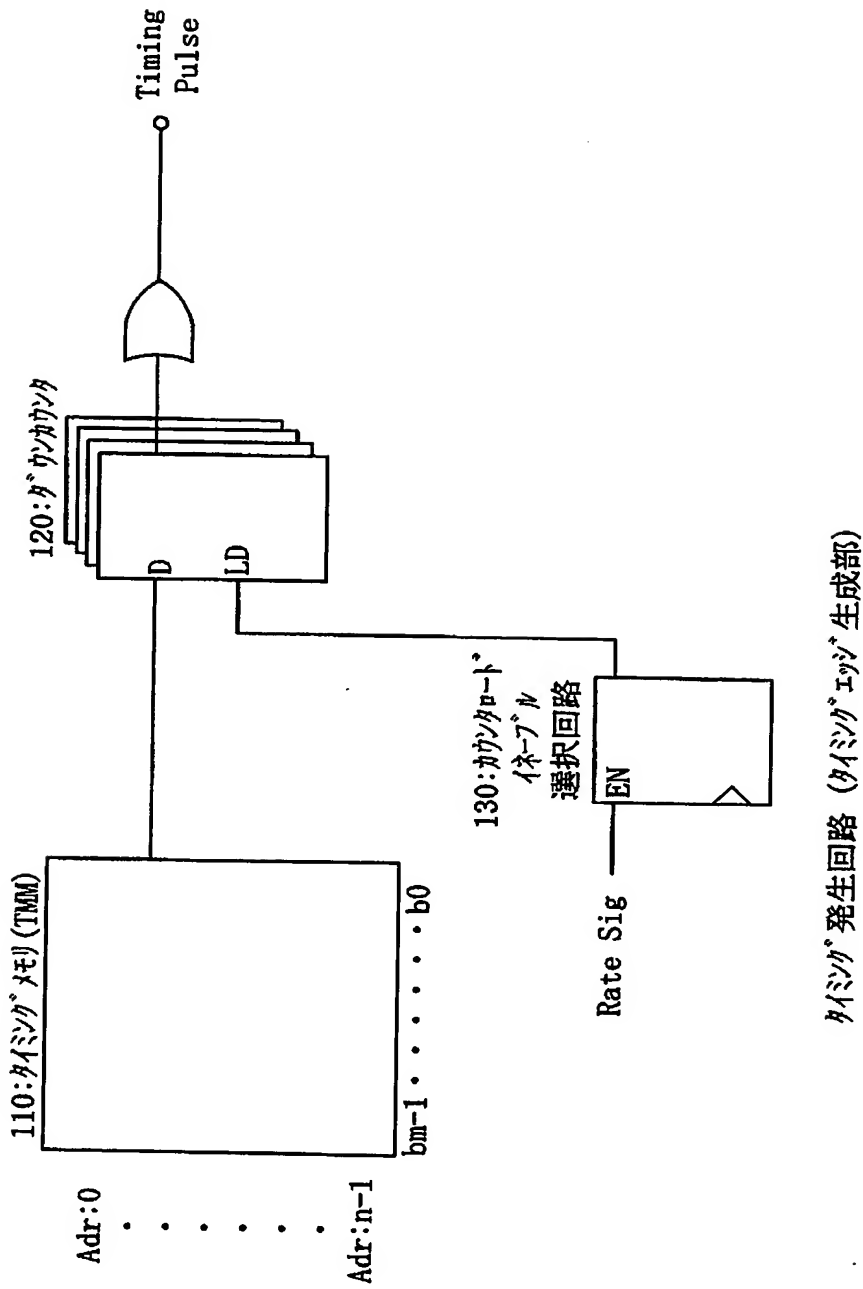 110:ﾀｲﾐﾝｸﾞﾒﾓﾘ(TMM)
Adr:0
Adr:n-1
bm-1・・・・・・・b0
120:ﾀﾞｳﾝｶｳﾝﾀ
D
LD
Timing
Pulse
130:ｶｳﾝﾀﾛｰﾄﾞ
ｲﾈｰﾌﾞﾙ
選択回路
EN
Rate Sig
ﾀｲﾐﾝｸﾞ発生回路 (ﾀｲﾐﾝｸﾞｴｯｼﾞ生成部)